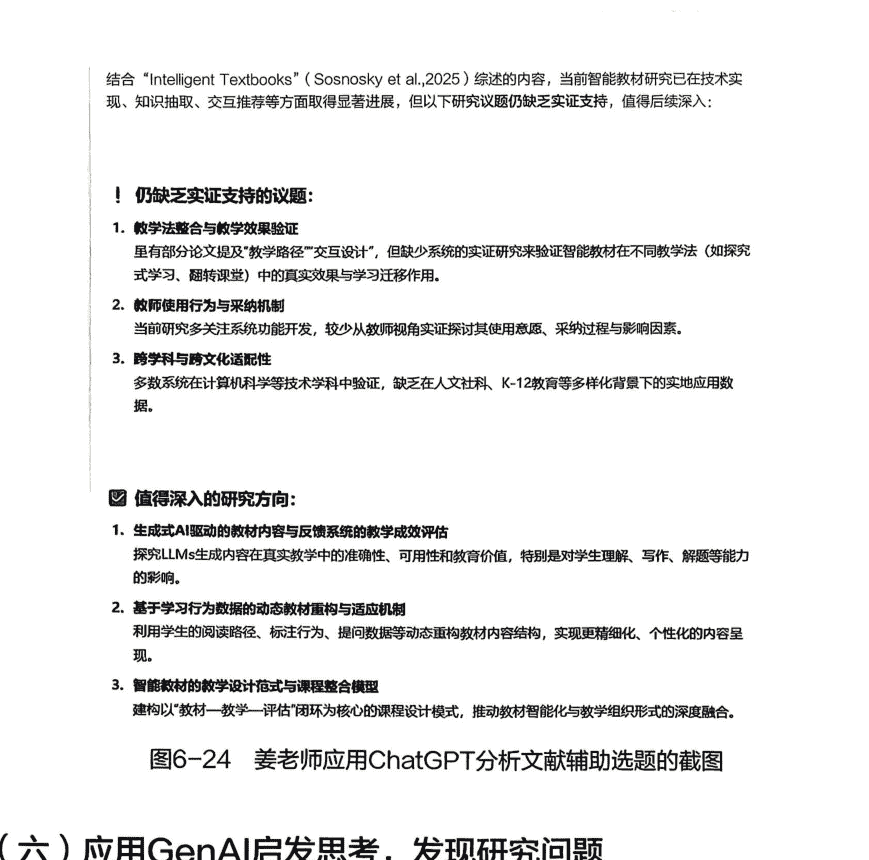 结合“Intelligent Textbooks”（Sosnosky et al.,2025）综述的内容，当前智能教材研究已在技术实
现、知识抽取、交互推荐等方面取得显著进展，但以下研究议题仍缺乏实证支持，值得后续深入：
! 仍缺乏实证支持的议题：
1. 教学法整合与教学效果验证
里有部分论文提及“教学路径”“交互设计”，但缺少系统的实证研究来验证智能教材在不同教学法（如探究
式学习、翻转课堂）中的真实效果与学习迁移作用。
2. 教师使用行为与采纳机制
当前研究多关注系统功能开发，较少从教师视角实证探讨其使用意愿、采纳过程与影响因素。
3. 跨学科与跨文化适配性
多数系统在计算机科学等技术学科中验证，缺乏在人文社科、K-12教育等多样化背景下的实地应用数
据。
值得深入的研究方向：
1. 生成式AI驱动的教材内容与反馈系统的教学成效评估
探究LLMs生成内容在真实教学中的准确性、可用性和教育价值，特别是对学生理解、写作、解题等能力
的影响。
2. 基于学习行为数据的动态教材重构与适应机制
利用学生的阅读路径、标注行为、提问数据等动态重构教材内容结构，实现更精细化、个性化的内容呈
现。
3. 智能教材的教学设计范式与课程整合模型
建构以“教材—教学—评估”闭环为核心的课程设计模式，推动教材智能化与教学组织形式的深度融合。
图6-24 姜老师应用ChatGPT分析文献辅助选题的截图
（六）应用GenAI启发思考，发现研究问题